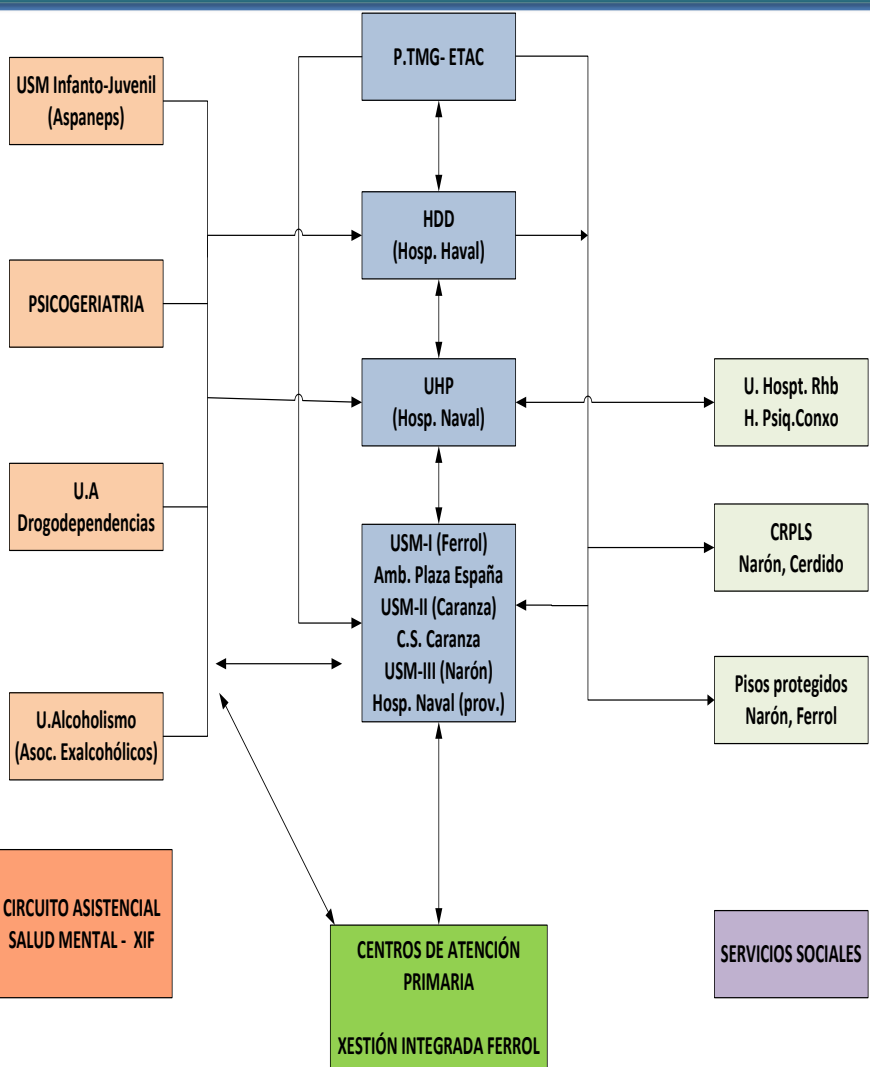 P.TMG- ETAC
USM Infanto-Juvenil
(Aspaneps)
HDD
(Hosp. Haval)
PSICOGERIATRIA
UHP
(Hosp. Naval)
U. Hospt. Rhb
H. Psiq.Conxo
U.A
Drogodependencias
USM-I (Ferrol)
Amb. Plaza España
USM-II (Caranza)
C.S. Caranza
USM-III (Narón)
Hosp. Naval (prov.)
CRPLS
Narón, Cerdido
Pisos protegidos
Narón, Ferrol
U.Alcoholismo
(Asoc. Exalcohólicos)
CIRCUITO ASISTENCIAL
SALUD MENTAL - XIF
CENTROS DE ATENCIÓN
PRIMARIA
XESTIÓN INTEGRADA FERROL
SERVICIOS SOCIALES